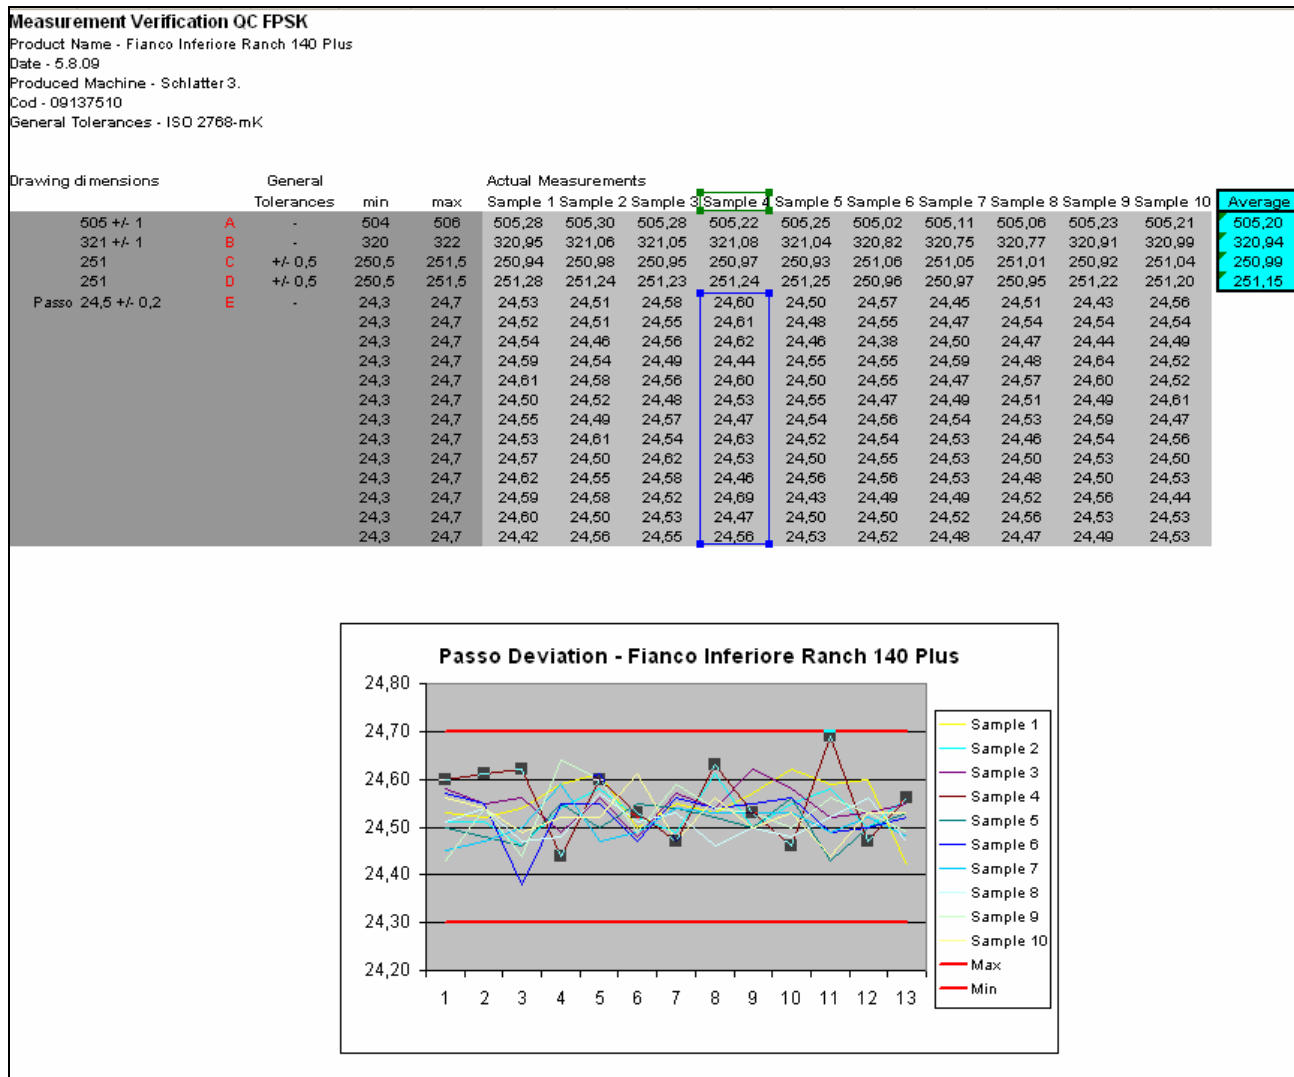 Measurement Verification QC FPSK
Product Name - Fianco Inferiore Ranch 140 Plus
Date - 5.8.09
Produced Machine - Schlatter 3.
Cod - 09137510
General Tolerances - ISO 2768-mK
Drawing dimensions General Actual Measurements
Tolerances min max Sample 1 Sample 2 Sample 3 Sample 4 Sample 5 Sample 6 Sample 7 Sample 8 Sample 9 Sample 10 Average
505 +/- 1 A - 504 506 505,28 505,30 505,28 505,22 505,25 505,02 505,11 505,06 505,23 505,21 505,20
321 +/- 1 B - 320 322 320,95 321,06 321,05 321,08 321,04 320,82 320,75 320,77 320,91 320,99 320,94
251 C +/- 0,5 250,5 251,5 250,94 250,98 250,95 250,97 250,93 251,06 251,05 251,01 250,92 251,04 250,99
251 D +/- 0,5 250,5 251,5 251,28 251,24 251,23 251,24 251,25 250,96 250,97 250,95 251,22 251,20 251,15
Passo 24,5 +/- 0,2 E - 24,3 24,7 24,53 24,51 24,58 24,60 24,50 24,57 24,45 24,51 24,43 24,56
24,3 24,7 24,52 24,51 24,55 24,61 24,48 24,55 24,47 24,54 24,54 24,54
24,3 24,7 24,54 24,46 24,56 24,62 24,46 24,38 24,50 24,47 24,44 24,49
24,3 24,7 24,59 24,54 24,49 24,44 24,55 24,55 24,59 24,48 24,64 24,52
24,3 24,7 24,61 24,58 24,56 24,60 24,50 24,55 24,47 24,57 24,60 24,52
24,3 24,7 24,50 24,52 24,48 24,53 24,55 24,47 24,49 24,51 24,49 24,61
24,3 24,7 24,55 24,49 24,57 24,47 24,54 24,56 24,54 24,53 24,59 24,47
24,3 24,7 24,53 24,61 24,54 24,63 24,52 24,54 24,53 24,46 24,54 24,56
24,3 24,7 24,57 24,50 24,62 24,53 24,50 24,55 24,53 24,50 24,53 24,50
24,3 24,7 24,62 24,55 24,58 24,46 24,56 24,56 24,53 24,48 24,50 24,53
24,3 24,7 24,59 24,58 24,52 24,69 24,43 24,49 24,49 24,52 24,56 24,44
24,3 24,7 24,60 24,50 24,53 24,47 24,50 24,50 24,52 24,56 24,53 24,53
24,3 24,7 24,42 24,56 24,55 24,56 24,53 24,52 24,48 24,47 24,49 24,53
Passo Deviation - Fianco Inferiore Ranch 140 Plus
24,80
24,70
24,60
24,50
24,40
24,30
24,20
1 2 3 4 5 6 7 8 9 10 11 12 13
Sample 1
Sample 2
Sample 3
Sample 4
Sample 5
Sample 6
Sample 7
Sample 8
Sample 9
Sample 10
Max
Min